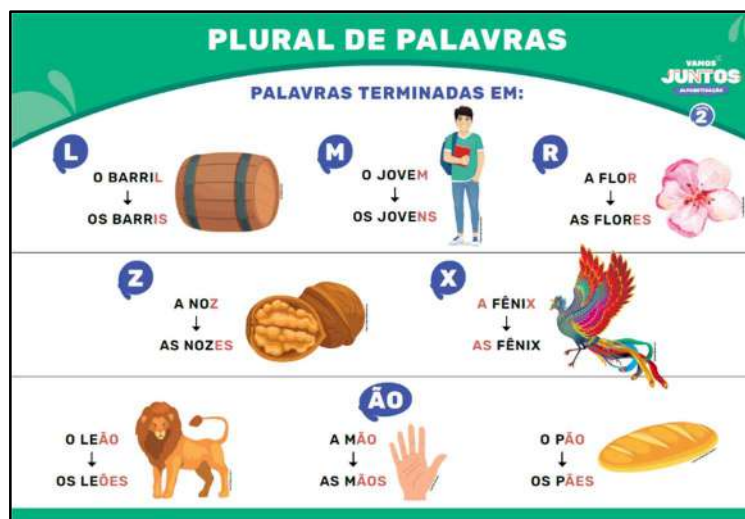 PLURAL DE PALAVRAS
VAMOS
JUNTOS
ALFABETIZAÇÃO
2
PALAVRAS TERMINADAS EM:
L
O BARRIL
↓
OS BARRIS
M
O JOVEM
↓
OS JOVENS
R
A FLOR
↓
AS FLORES
Z
A NOZ
↓
AS NOZES
X
A FÊNIX
↓
AS FÊNIX
ÃO
O LEÃO
↓
OS LEÕES
A MÃO
↓
AS MÃOS
O PÃO
↓
OS PÃES